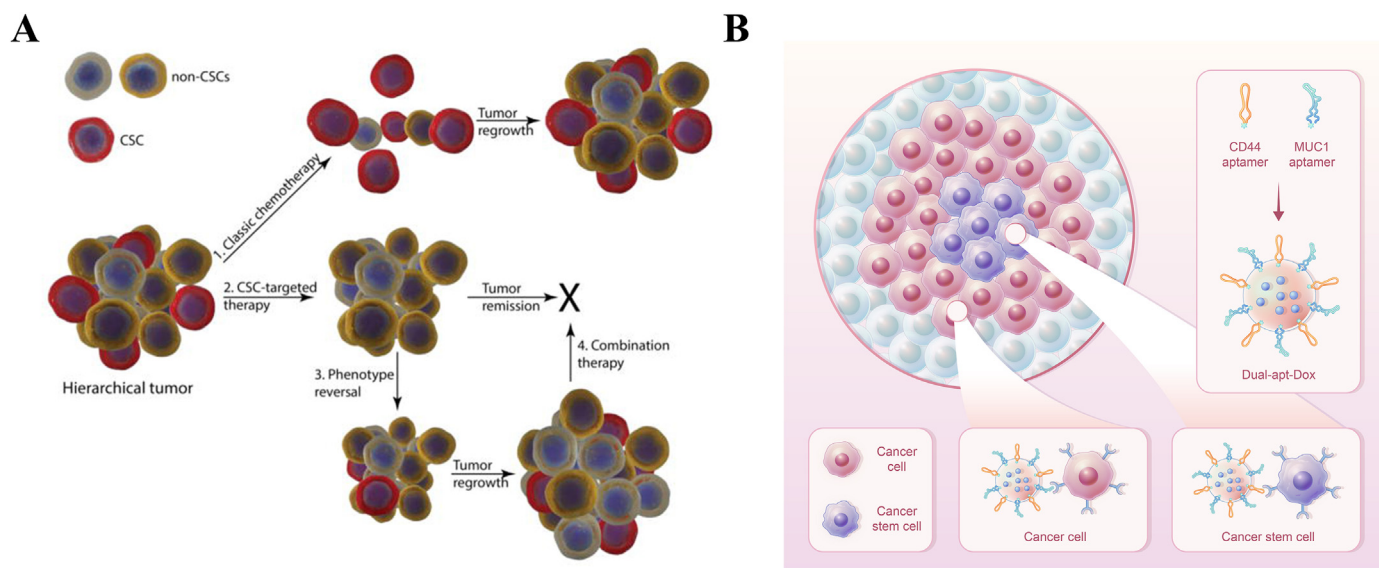 A
non-CSCs
CSC
1. Classic chemotherapy
Tumor
regrowth
2. CSC-targeted
therapy
Tumor
remission
X
3. Phenotype
reversal
4. Combination
therapy
Hierarchical tumor
Tumor
regrowth
B
CD44
aptamer
MUC1
aptamer
Dual-apt-Dox
Cancer
cell
Cancer
stem cell
Cancer cell
Cancer stem cell